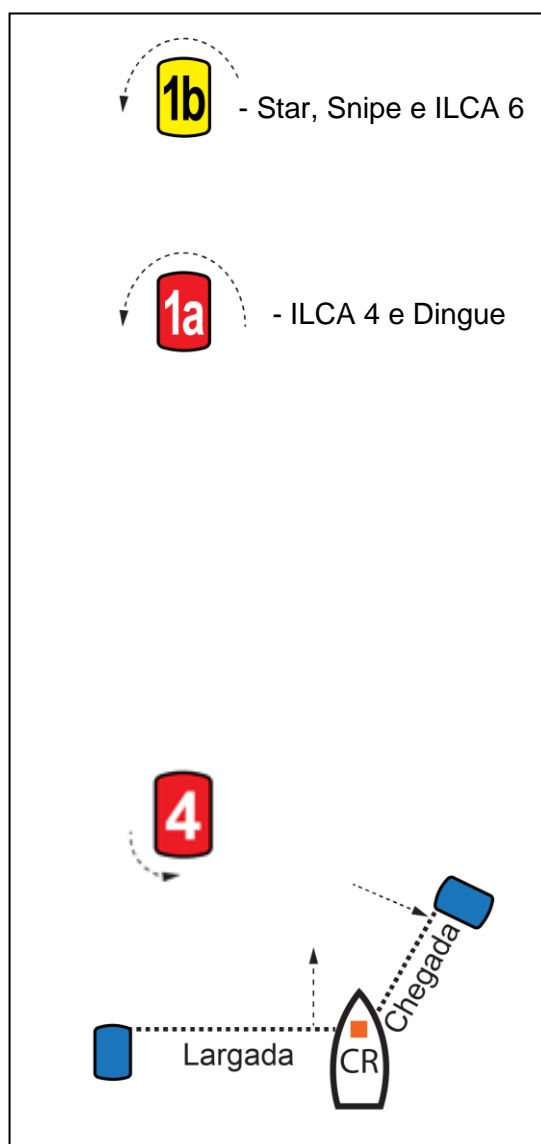 1b - Star, Snipe e ILCA 6
1a - ILCA 4 e Dingue
4
Chegada
Largada
CR